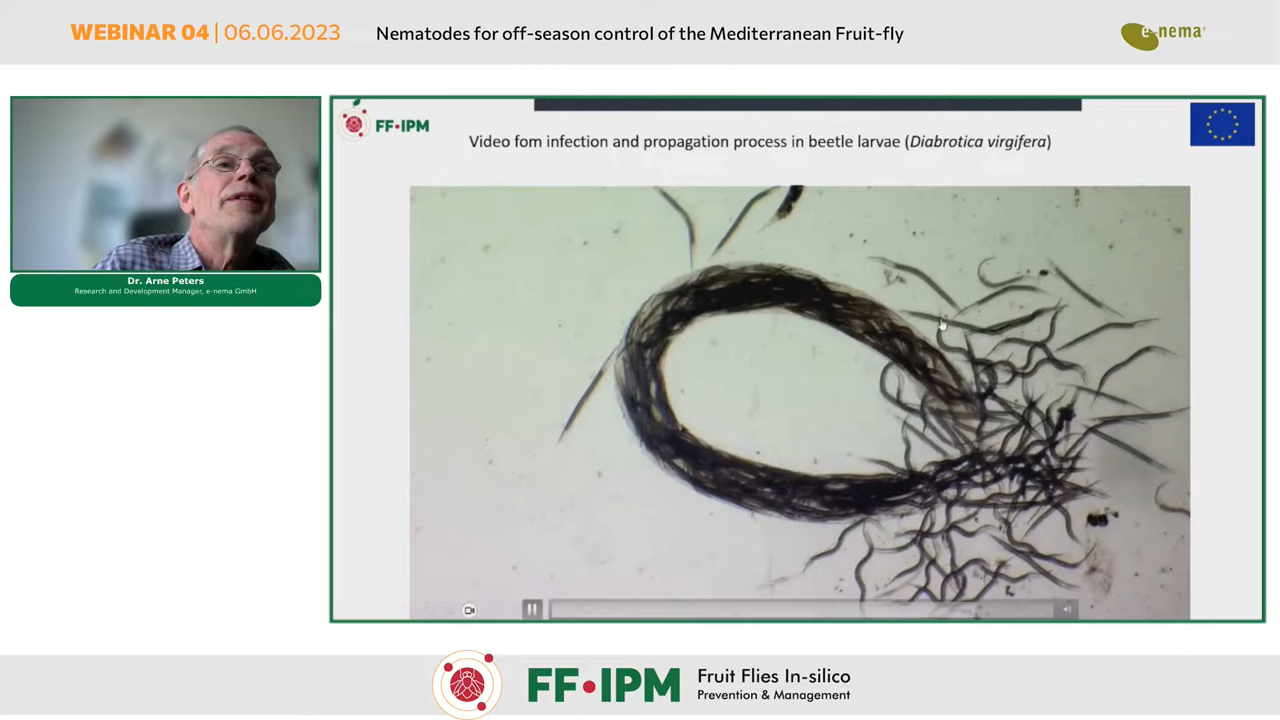 WEBINAR 04 | 06.06.2023
Nematodes for off-season control of the Mediterranean Fruit-fly
e-nema®
FF•IPM
Video fom infection and propagation process in beetle larvae (Diabrotica virgifera)
Dr. Arne Peters
Research and Development Manager, e-nema GmbH
FF•IPM
Fruit Flies In-silico
Prevention & Management